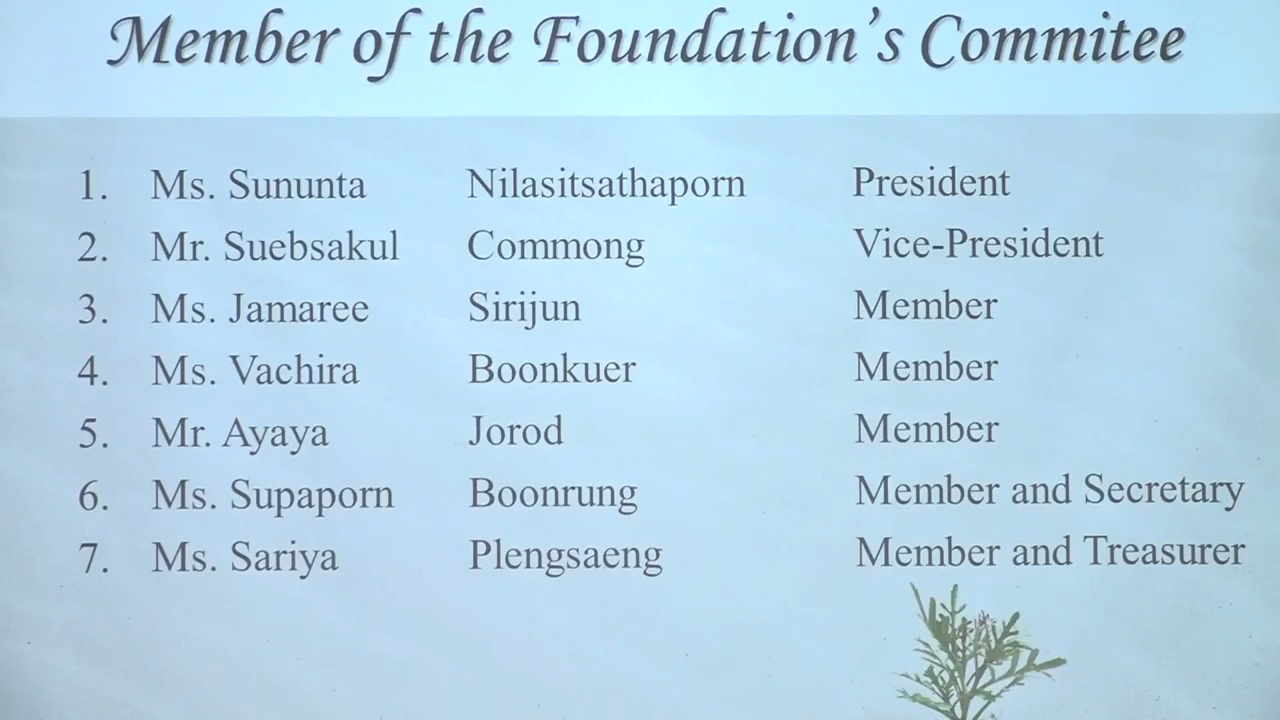 Member of the Foundation’s Commitee
1. Ms. Sununta Nilasitsathaporn President
2. Mr. Suebsakul Commong Vice-President
3. Ms. Jamaree Sirijun Member
4. Ms. Vachira Boonkuer Member
5. Mr. Ayaya Jorod Member
6. Ms. Supaporn Boonrung Member and Secretary
7. Ms. Sariya Plengsaeng Member and Treasurer